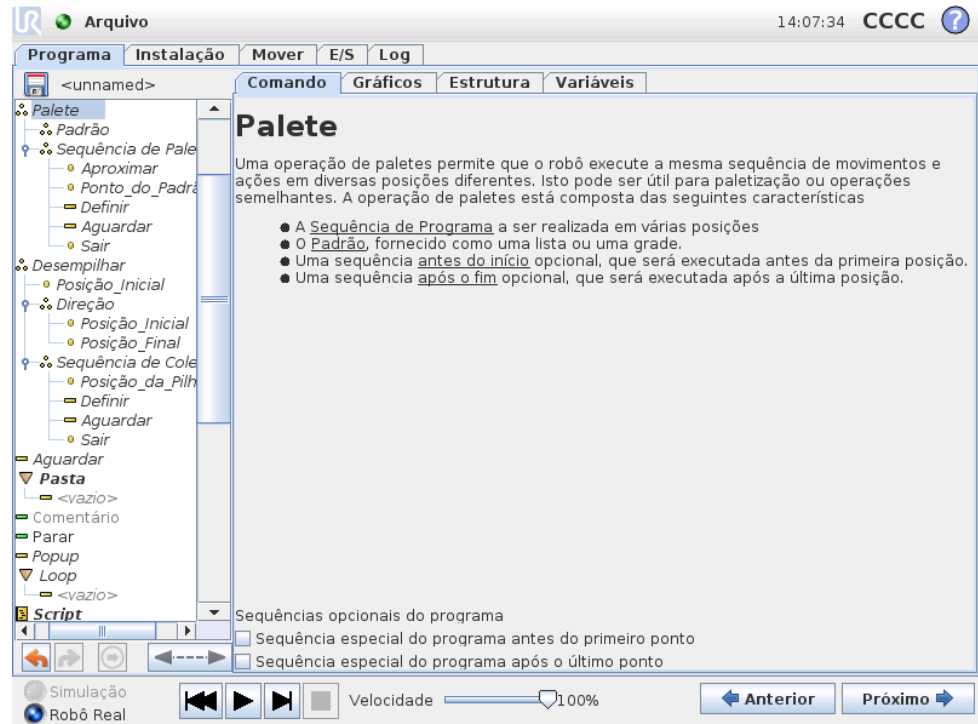 UR Arquivo 14:07:34 CCCC ?
Programa Instalação Mover E/S Log
<unnamed>
Comando Gráficos Estrutura Variáveis
Palete
Padrão
Sequência de Pale
Aproximar
Ponto_do_Padrã
Definir
Aguardar
Sair
Desempilhar
Posição_Inicial
Direção
Posição_Inicial
Posição_Final
Sequência de Cole
Posição_da_Pilh
Definir
Aguardar
Sair
Aguardar
Pasta
<vazio>
Comentário
Parar
Popup
Loop
<vazio>
Script
Palete
Uma operação de paletes permite que o robô execute a mesma sequência de movimentos e
ações em diversas posições diferentes. Isto pode ser útil para paletização ou operações
semelhantes. A operação de paletes está composta das seguintes características
A Sequência de Programa a ser realizada em várias posições
O Padrão, fornecido como uma lista ou uma grade.
Uma sequência antes do início opcional, que será executada antes da primeira posição.
Uma sequência após o fim opcional, que será executada após a última posição.
Sequências opcionais do programa
Sequência especial do programa antes do primeiro ponto
Sequência especial do programa após o último ponto
Simulação
Robô Real
Velocidade 100%
Anterior Próximo